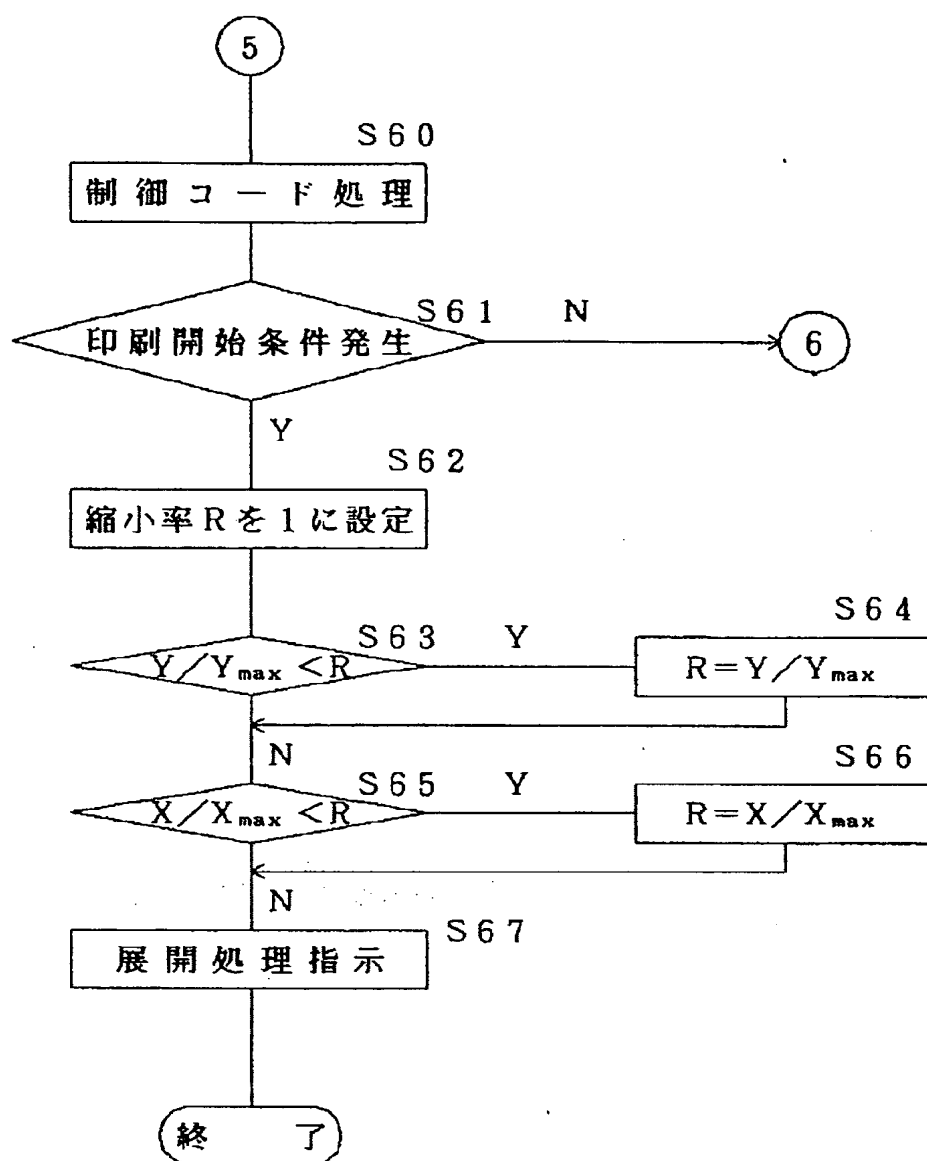 5
S60
制御コード処理
S61 N
印刷開始条件発生
6
Y
S62
縮小率Rを1に設定
S64
S63 Y
Y/Ymax<R
R=Y/Ymax
N
S66
S65 Y
X/Xmax<R
R=X/Xmax
N
S67
展開処理指示
終 了